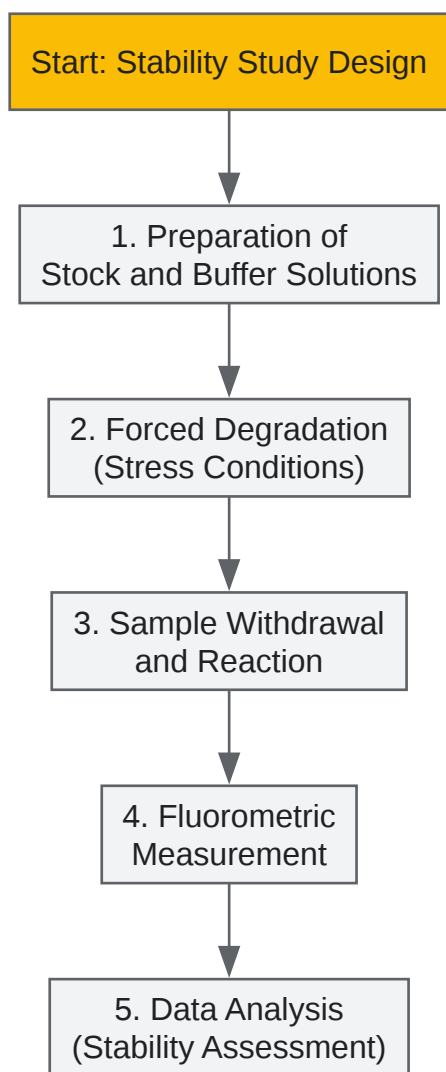 Start: Stability Study Design
1. Preparation of
Stock and Buffer Solutions
2. Forced Degradation
(Stress Conditions)
3. Sample Withdrawal
and Reaction
4. Fluorometric
Measurement
5. Data Analysis
(Stability Assessment)